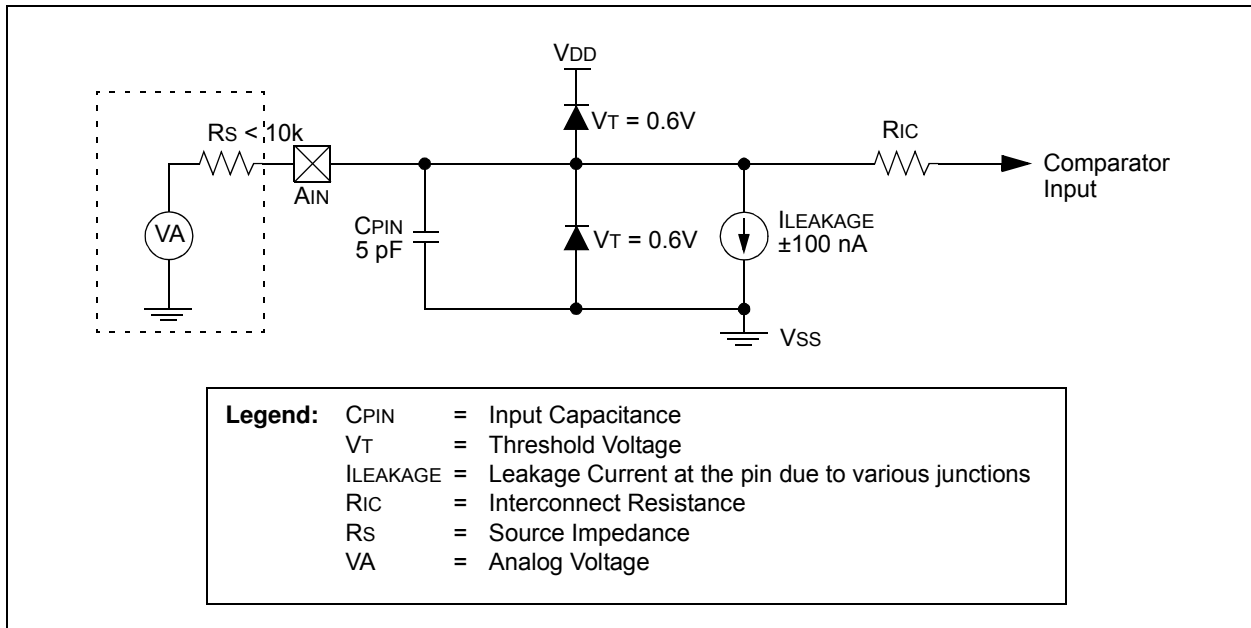 VDD
VT = 0.6V
RS < 10k
RIC
AIN
Comparator
Input
VA
CPIN
5 pF
VT = 0.6V
ILEAKAGE
±100 nA
VSS
Legend: CPIN = Input Capacitance
VT = Threshold Voltage
ILEAKAGE = Leakage Current at the pin due to various junctions
RIC = Interconnect Resistance
RS = Source Impedance
VA = Analog Voltage